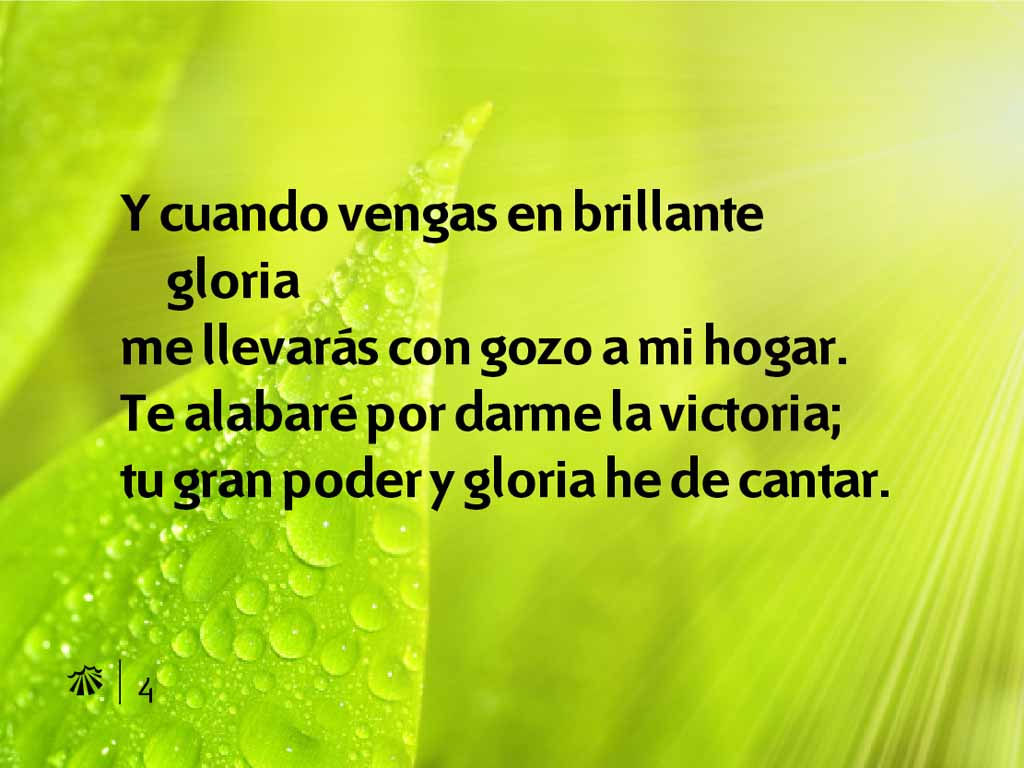 Y cuando vengas en brillante
gloria
me llevarás con gozo a mi hogar.
Te alabaré por darme la victoria;
tu gran poder y gloria he de cantar.
4